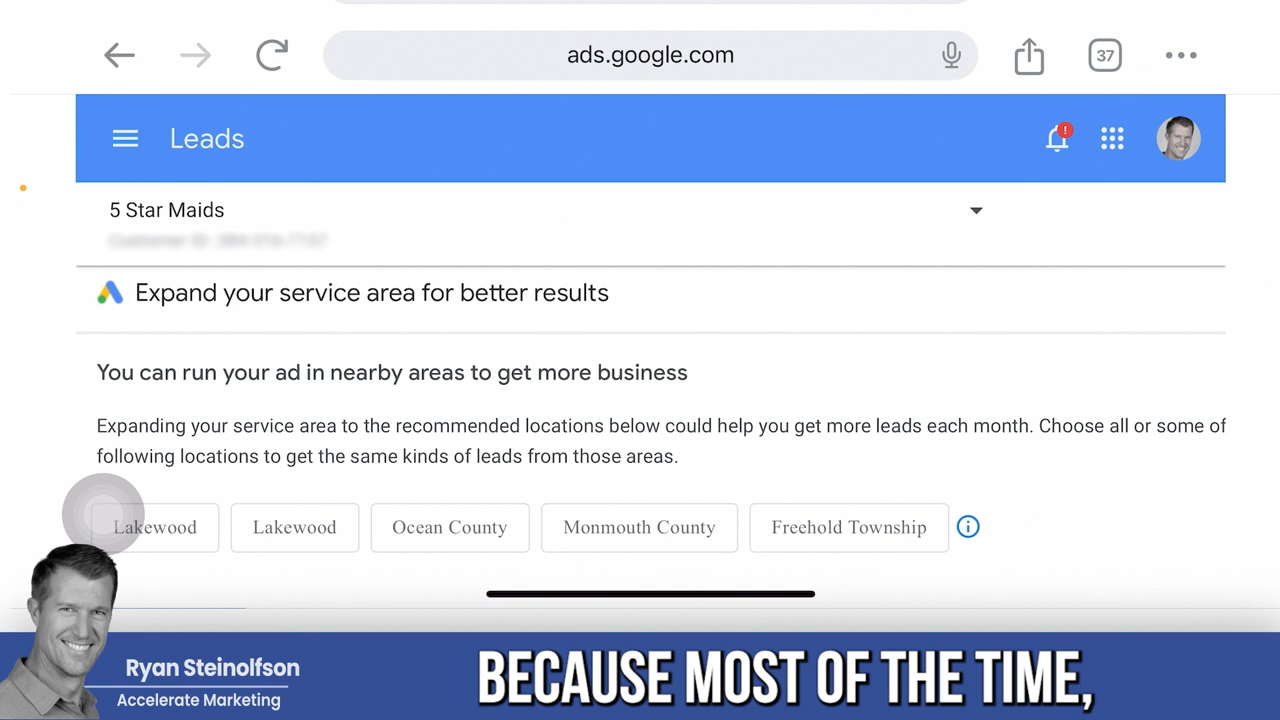 ads.google.com
37
Leads
!
5 Star Maids
Expand your service area for better results
You can run your ad in nearby areas to get more business
Expanding your service area to the recommended locations below could help you get more leads each month. Choose all or some of
following locations to get the same kinds of leads from those areas.
Lakewood Lakewood Ocean County Monmouth County Freehold Township
Ryan Steinolfson
Accelerate Marketing
BECAUSE MOST OF THE TIME,